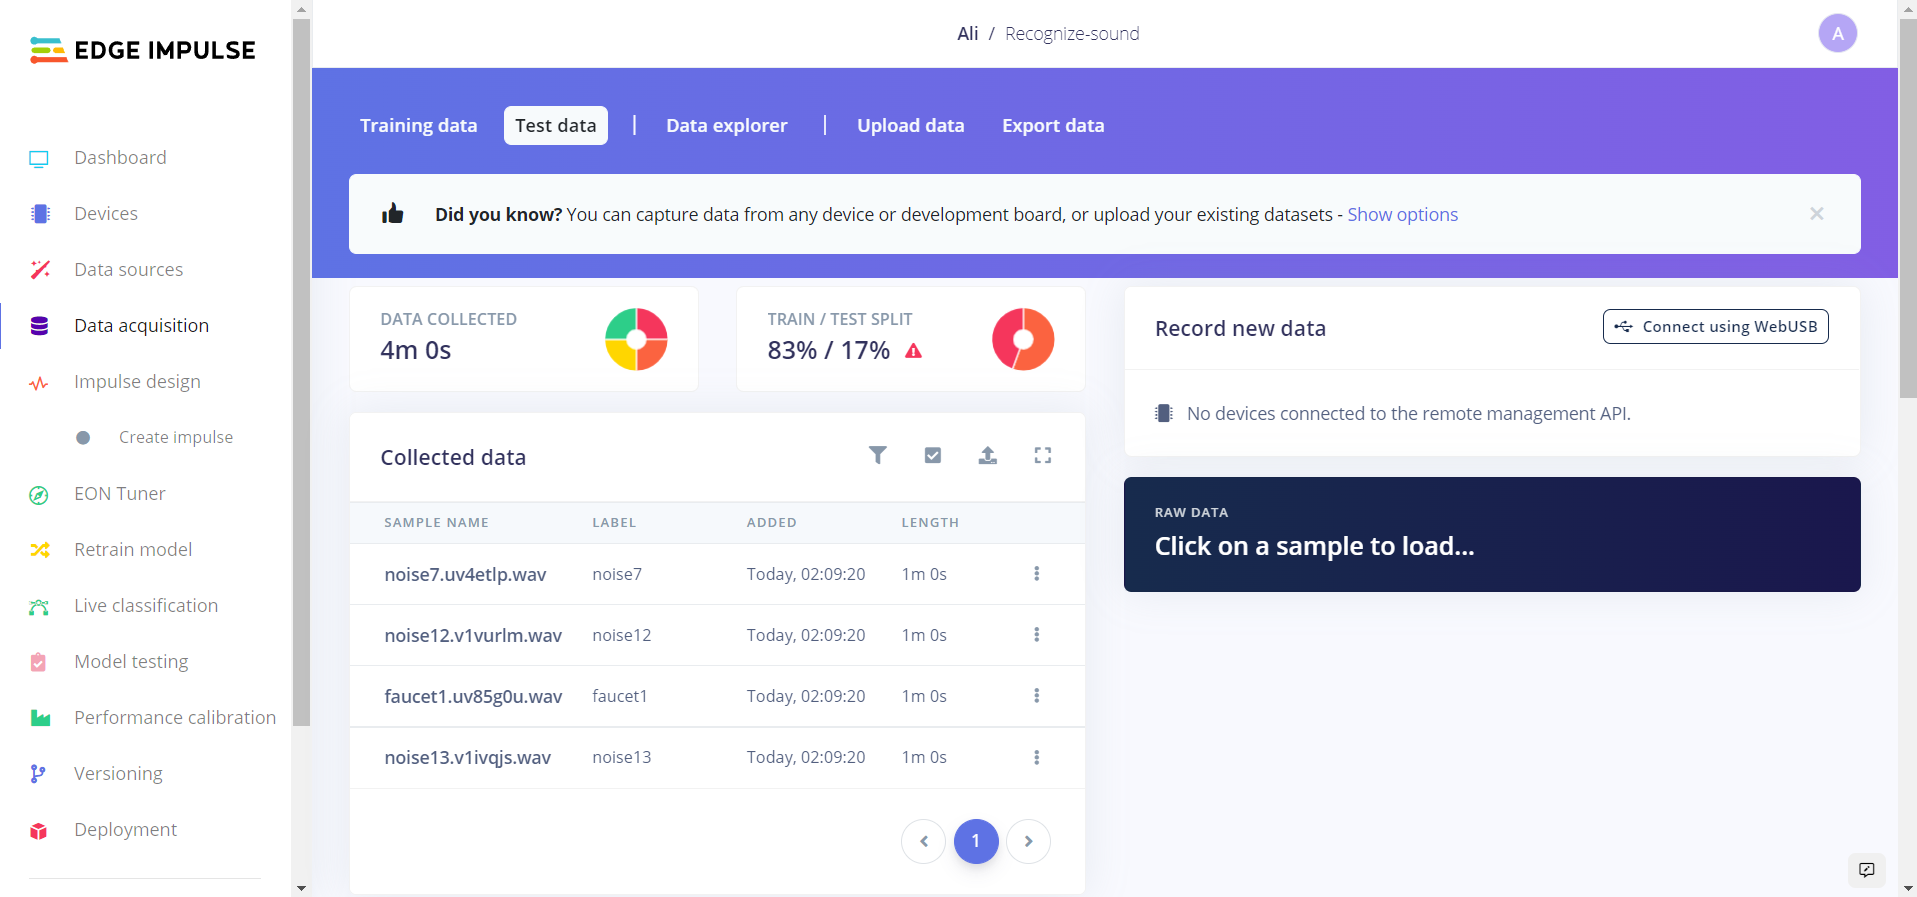 EDGE IMPULSE
Dashboard
Devices
Data sources
Data acquisition
Impulse design
Create impulse
EON Tuner
Retrain model
Live classification
Model testing
Performance calibration
Versioning
Deployment
Ali / Recognize-sound
A
Training data Test data | Data explorer | Upload data Export data
Did you know? You can capture data from any device or development board, or upload your existing datasets - Show options
DATA COLLECTED
4m 0s
TRAIN / TEST SPLIT
83% / 17%
Collected data
SAMPLE NAME LABEL ADDED LENGTH
noise7.uv4etlp.wav noise7 Today, 02:09:20 1m 0s
noise12.v1vurlm.wav noise12 Today, 02:09:20 1m 0s
faucet1.uv85g0u.wav faucet1 Today, 02:09:20 1m 0s
noise13.v1ivqjs.wav noise13 Today, 02:09:20 1m 0s
1
Record new data
Connect using WebUSB
No devices connected to the remote management API.
RAW DATA
Click on a sample to load...